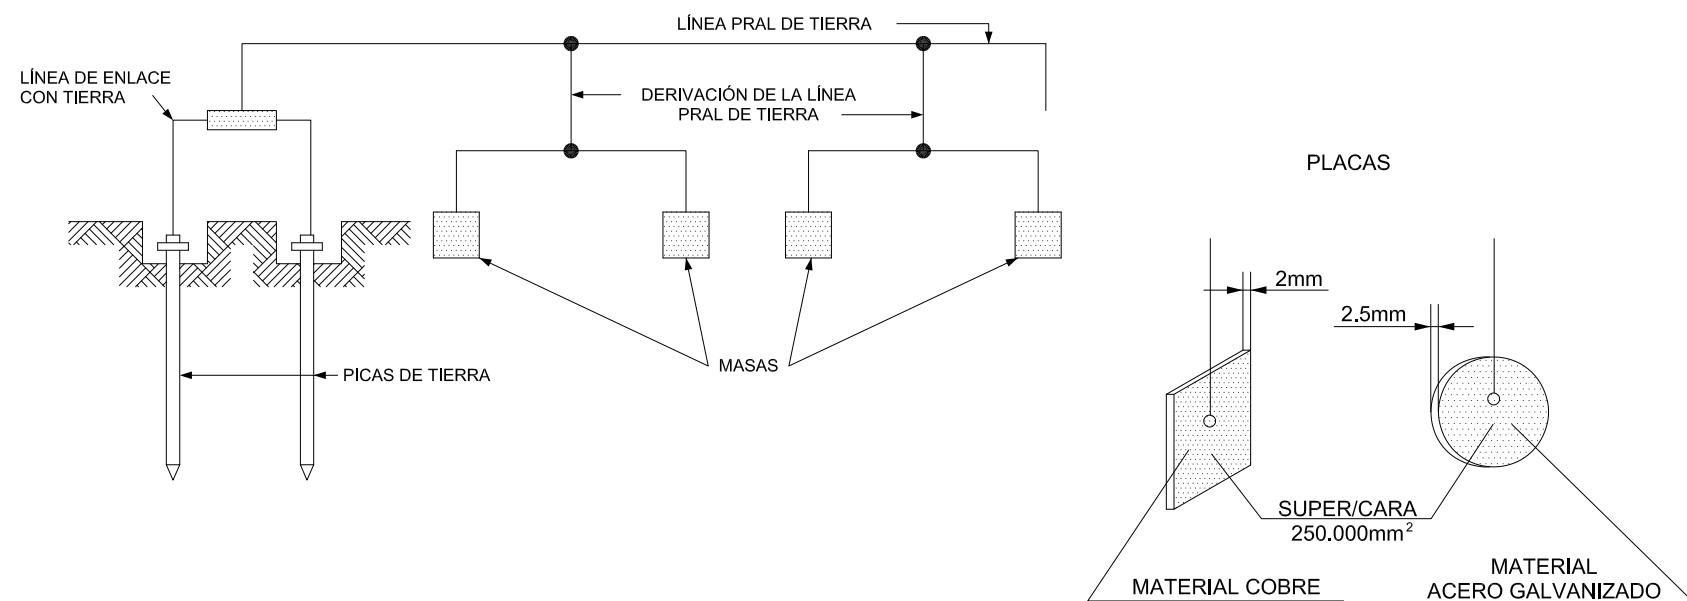 LÍNEA PRAL DE TIERRA
LÍNEA DE ENLACE
CON TIERRA
DERIVACIÓN DE LA LÍNEA
PRAL DE TIERRA
MASAS
PICAS DE TIERRA
PLACAS
2mm
2.5mm
SUPER/CARA
250.000mm²
MATERIAL COBRE
MATERIAL
ACERO GALVANIZADO